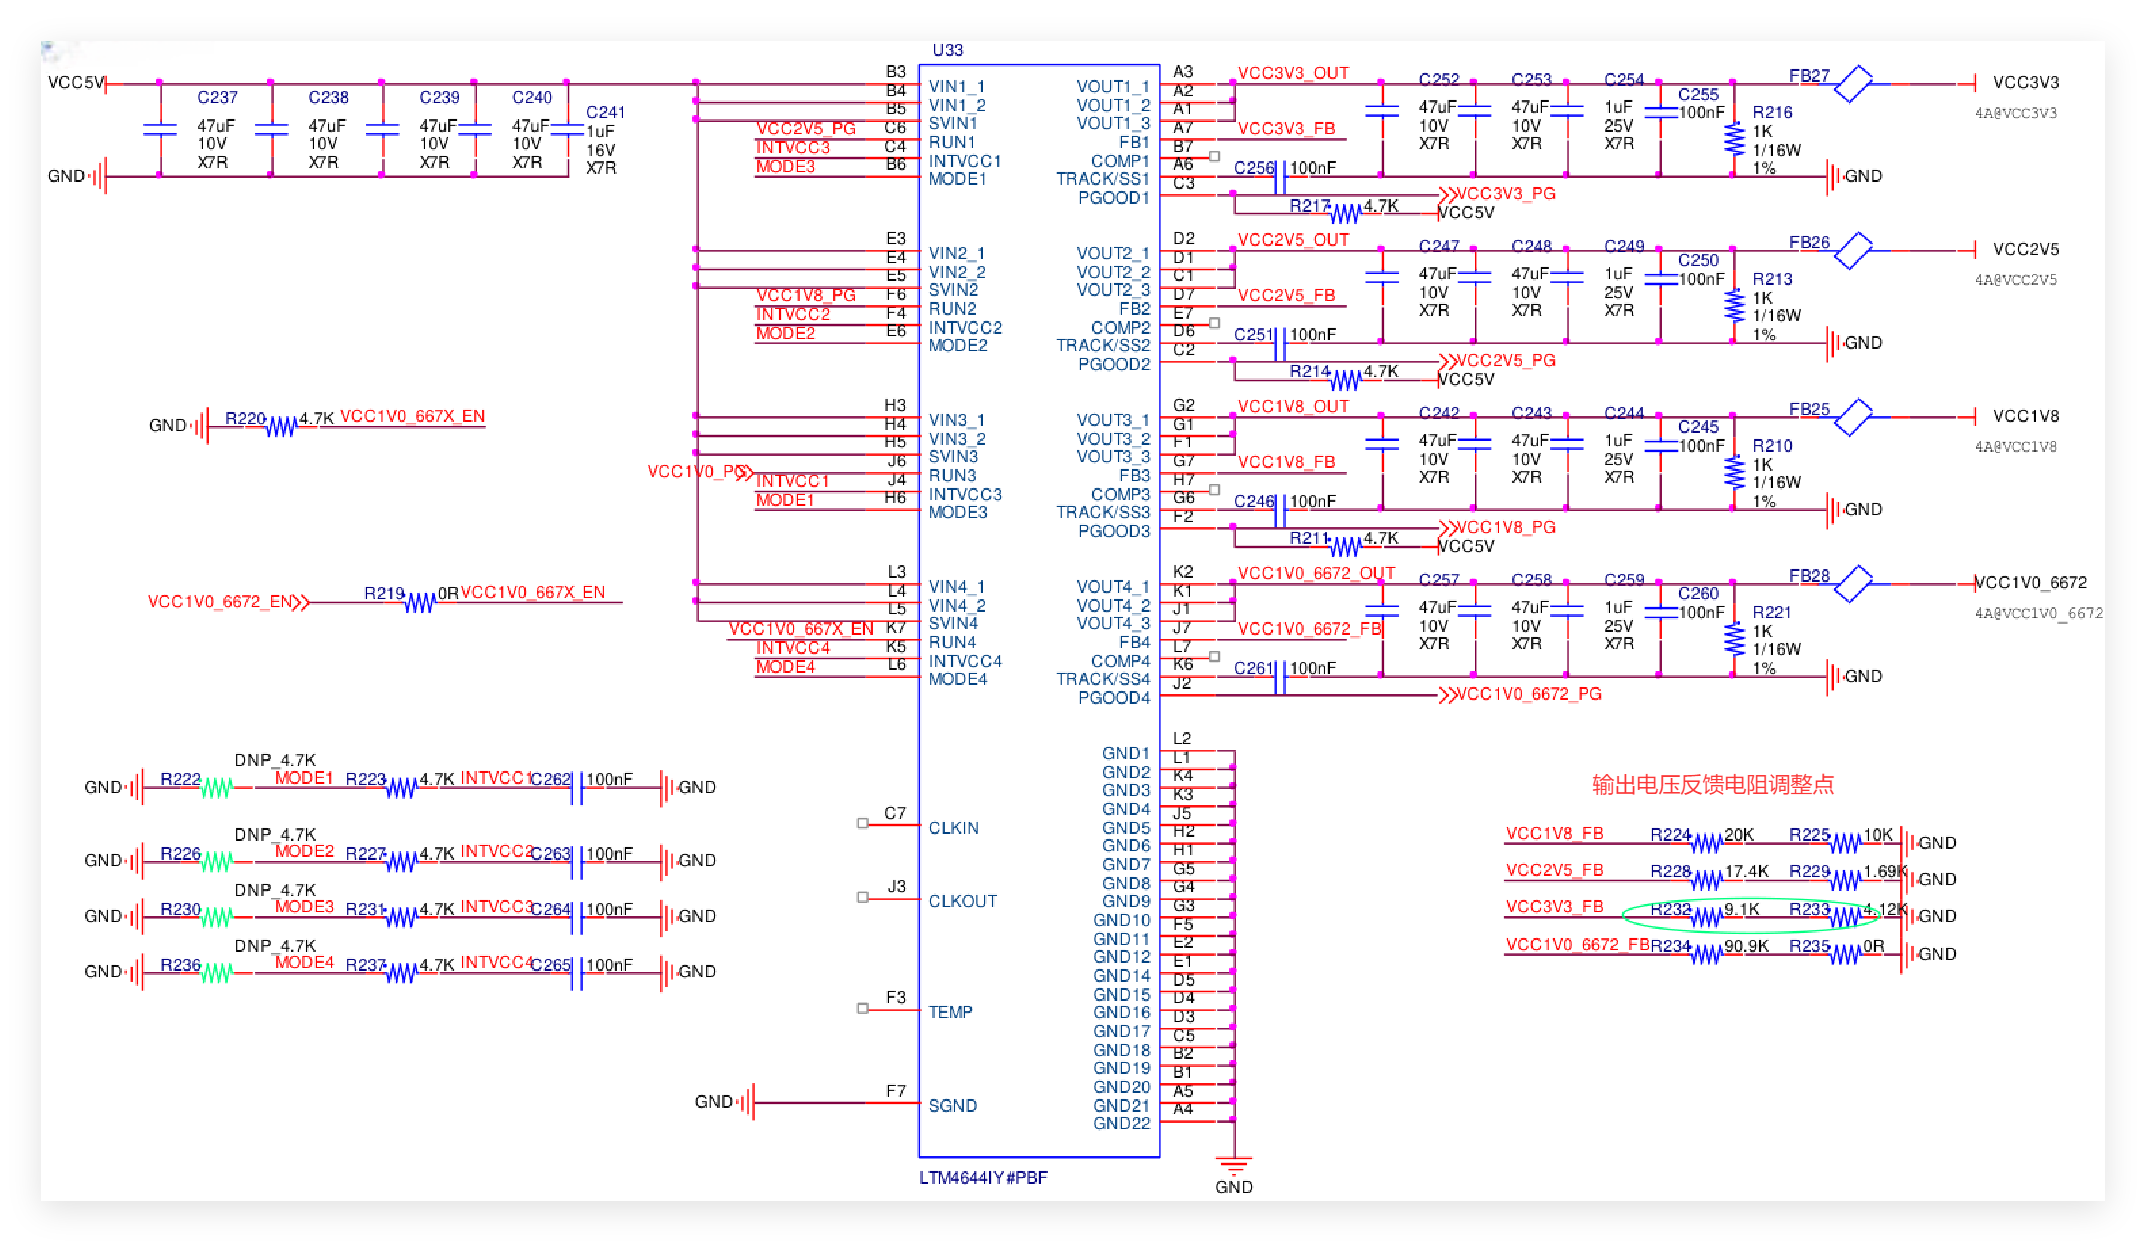 U33
VCC5V
C237
47uF
10V
X7R
C238
47uF
10V
X7R
C239
47uF
10V
X7R
C240
47uF
10V
X7R
C241
1uF
16V
X7R
GND
B3 VIN1_1
B4 VIN1_2
B5 SVIN1
VCC2V5_PG C6 RUN1
INTVCC3 C4 INTVCC1
MODE3 B6 MODE1
VOUT1_1 A3 VCC3V3_OUT
VOUT1_2 A2
VOUT1_3 A1
FB1 A7 VCC3V3_FB
COMP1 B7
TRACK/SS1 A6 C256 100nF
PGOOD1 C3 VCC3V3_PG
R217 4.7K VCC5V
C252
47uF
10V
X7R
C253
47uF
10V
X7R
C254
1uF
25V
X7R
C255
100nF
R216
1K
1/16W
1%
FB27
VCC3V3
4A@VCC3V3
GND
E3 VIN2_1
E4 VIN2_2
E5 SVIN2
VCC1V8_PG F6 RUN2
INTVCC2 F4 INTVCC2
MODE2 E6 MODE2
VOUT2_1 D2 VCC2V5_OUT
VOUT2_2 D1
VOUT2_3 C1
FB2 D7 VCC2V5_FB
COMP2 E7
TRACK/SS2 D6 C251 100nF
PGOOD2 C2 VCC2V5_PG
R214 4.7K VCC5V
C247
47uF
10V
X7R
C248
47uF
10V
X7R
C249
1uF
25V
X7R
C250
100nF
R213
1K
1/16W
1%
FB26
VCC2V5
4A@VCC2V5
GND
GND R220 4.7K VCC1V0_667X_EN
H3 VIN3_1
H4 VIN3_2
H5 SVIN3
VCC1V0_PG J6 RUN3
INTVCC1 J4 INTVCC3
MODE1 H6 MODE3
VOUT3_1 G2 VCC1V8_OUT
VOUT3_2 G1
VOUT3_3 F1
FB3 G7 VCC1V8_FB
COMP3 H7
TRACK/SS3 G6 C246 100nF
PGOOD3 F2 VCC1V8_PG
R211 4.7K VCC5V
C242
47uF
10V
X7R
C243
47uF
10V
X7R
C244
1uF
25V
X7R
C245
100nF
R210
1K
1/16W
1%
FB25
VCC1V8
4A@VCC1V8
GND
VCC1V0_6672_EN R219 0R VCC1V0_667X_EN
L3 VIN4_1
L4 VIN4_2
L5 SVIN4
VCC1V0_667X_EN K7 RUN4
INTVCC4 K5 INTVCC4
MODE4 L6 MODE4
VOUT4_1 K2 VCC1V0_6672_OUT
VOUT4_2 K1
VOUT4_3 J1
FB4 J7 VCC1V0_6672_FB
COMP4 L7
TRACK/SS4 K6 C261 100nF
PGOOD4 J2 VCC1V0_6672_PG
C257
47uF
10V
X7R
C258
47uF
10V
X7R
C259
1uF
25V
X7R
C260
100nF
R221
1K
1/16W
1%
FB28
VCC1V0_6672
4A@VCC1V0_6672
GND
DNP_4.7K
GND R222 MODE1 R223 4.7K INTVCC1 C262 100nF GND
DNP_4.7K
GND R226 MODE2 R227 4.7K INTVCC2 C263 100nF GND
DNP_4.7K
GND R230 MODE3 R231 4.7K INTVCC3 C264 100nF GND
DNP_4.7K
GND R236 MODE4 R237 4.7K INTVCC4 C265 100nF GND
C7 CLKIN
J3 CLKOUT
F3 TEMP
GND F7 SGND
GND1 L2
GND2 L1
GND3 K4
GND4 K3
GND5 J5
GND6 H2
GND7 H1
GND8 G5
GND9 G4
GND10 G3
GND11 F5
GND12 E2
GND14 E1
GND15 D5
GND16 D4
GND17 D3
GND18 C5
GND19 B2
GND20 B1
GND21 A5
GND22 A4
GND
LTM4644IY#PBF
输出电压反馈电阻调整点
VCC1V8_FB R224 20K R225 10K GND
VCC2V5_FB R228 17.4K R229 1.69K GND
VCC3V3_FB R232 9.1K R233 4.12K GND
VCC1V0_6672_FB R234 90.9K R235 0R GND